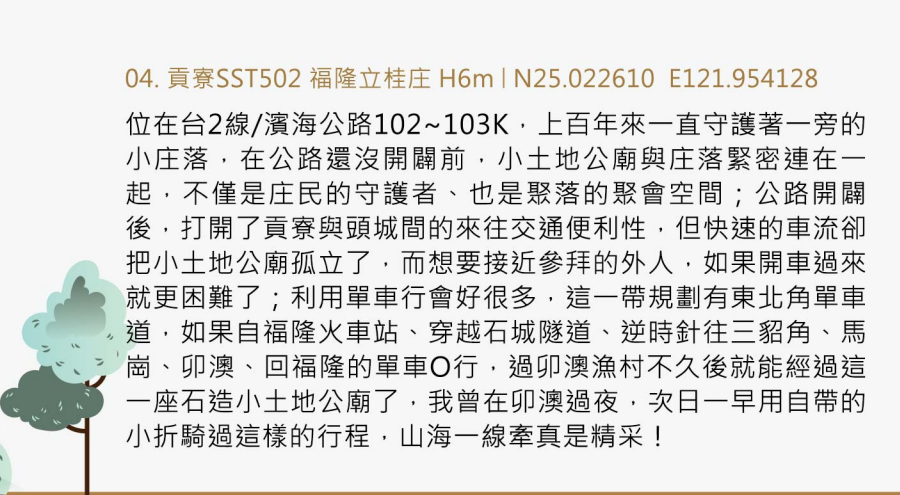 04. 貢寮SST502 福隆立桂庄 H6m | N25.022610 E121.954128
位在台2線/濱海公路102~103K，上百年來一直守護著一旁的
小庄落，在公路還沒開闢前，小土地公廟與庄落緊密連在一
起，不僅是庄民的守護者、也是聚落的聚會空間；公路開闢
後，打開了貢寮與頭城間的來往交通便利性，但快速的車流卻
把小土地公廟孤立了，而想要接近參拜的外人，如果開車過來
就更困難了；利用單車行會好很多，這一帶規劃有東北角單車
道，如果自福隆火車站、穿越石城隧道、逆時針往三貂角、馬
崗、卯澳、回福隆的單車O行，過卯澳漁村不久後就能經過這
一座石造小土地公廟了，我曾在卯澳過夜，次日一早用自帶的
小折騎過這樣的行程，山海一線牽真是精采！